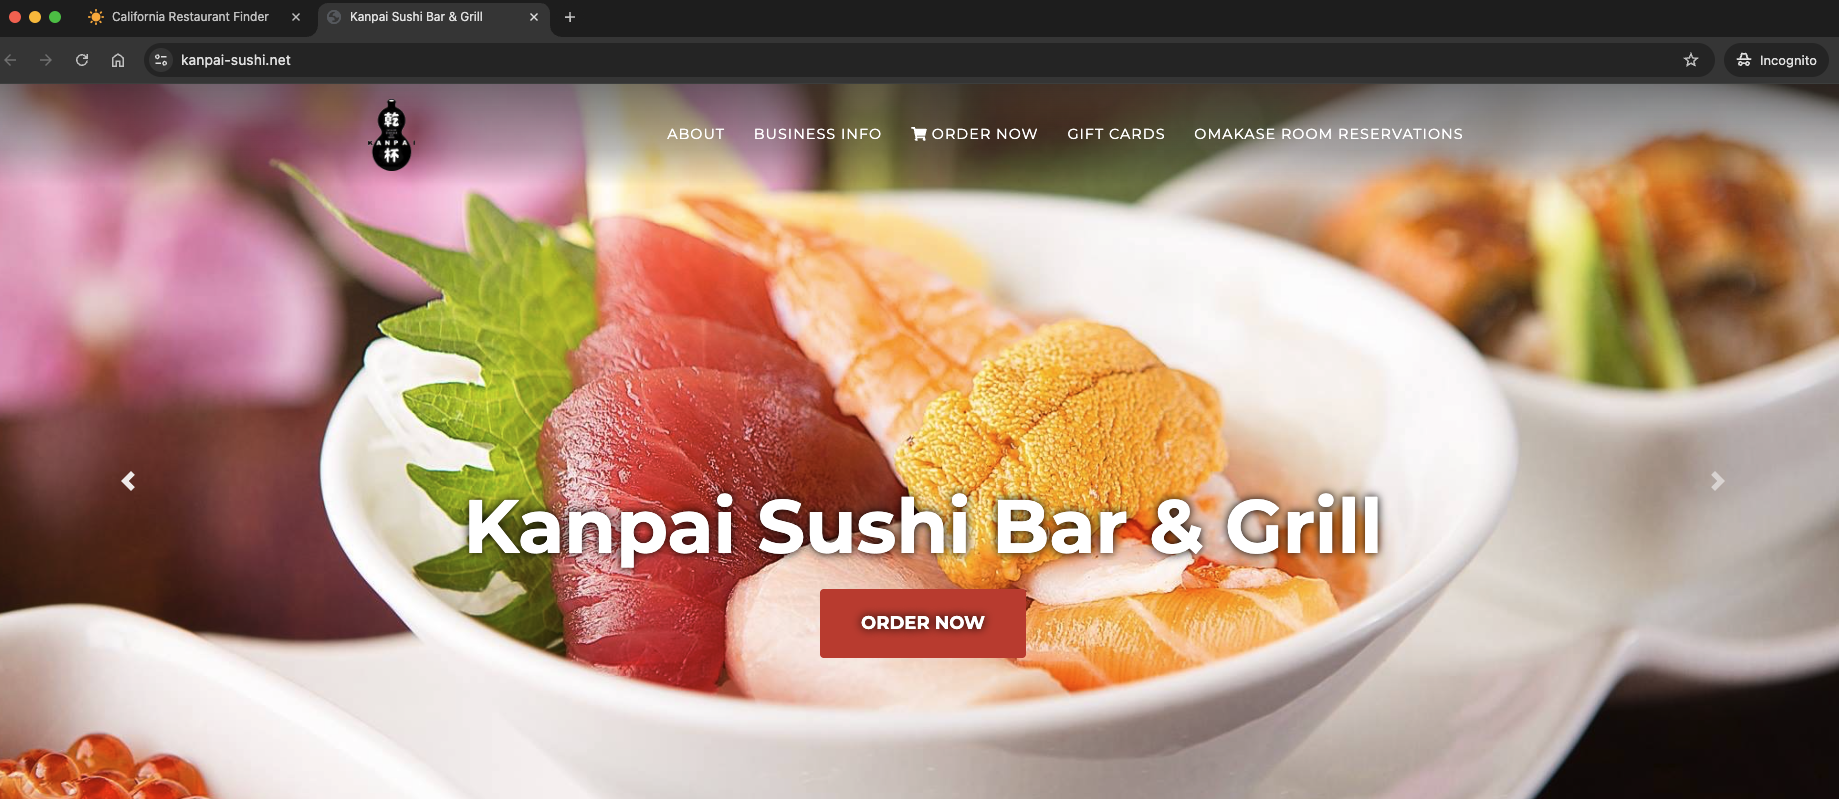 California Restaurant Finder
Kanpai Sushi Bar & Grill
kanpai-sushi.net
Incognito
乾
KANPAI
杯
ABOUT
BUSINESS INFO
ORDER NOW
GIFT CARDS
OMAKASE ROOM RESERVATIONS
Kanpai Sushi Bar & Grill
ORDER NOW